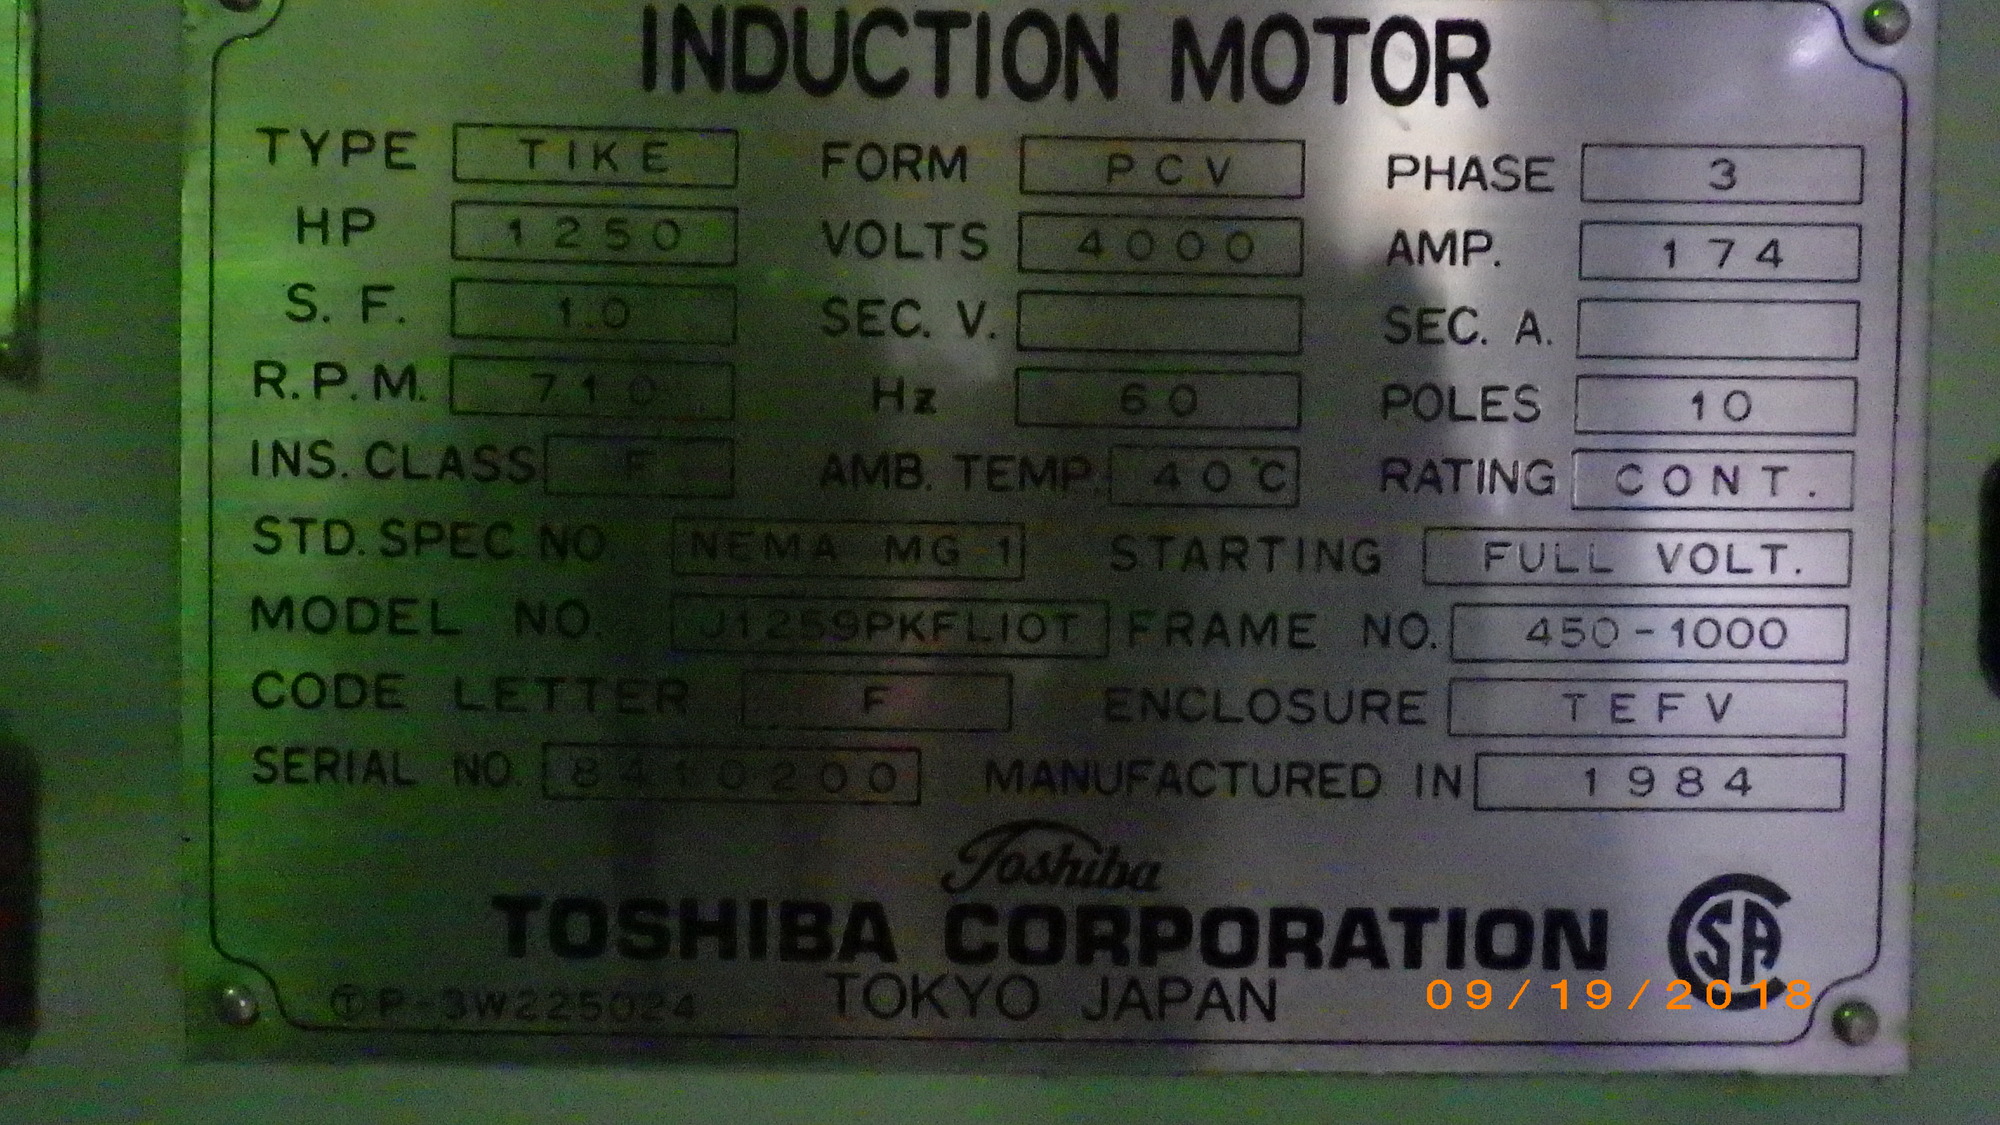 INDUCTION MOTOR
TYPE TIKE FORM PCV PHASE 3
HP 1250 VOLTS 4000 AMP. 174
S. F. 1.0 SEC. V. SEC. A.
R.P.M. 710 Hz 60 POLES 10
INS. CLASS F AMB. TEMP. 40°C RATING CONT.
STD. SPEC. NO NEMA MG 1 STARTING FULL VOLT.
MODEL NO. J1259PKFLIOT FRAME NO. 450-1000
CODE LETTER F ENCLOSURE TEFV
SERIAL NO. 8410200 MANUFACTURED IN 1984
Toshiba
TOSHIBA CORPORATION
CSA
Ⓣ P-3W225024 TOKYO JAPAN
09/19/2018